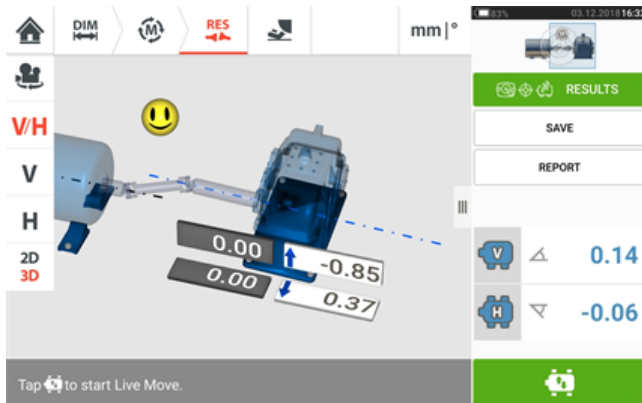 83% 03.12.2018 16:32
DIM
M
RES
mm|°
RESULTS
SAVE
REPORT
V/H
V
H
2D
3D
0.00
-0.85
0.00
0.37
V 0.14
H -0.06
Tap to start Live Move.